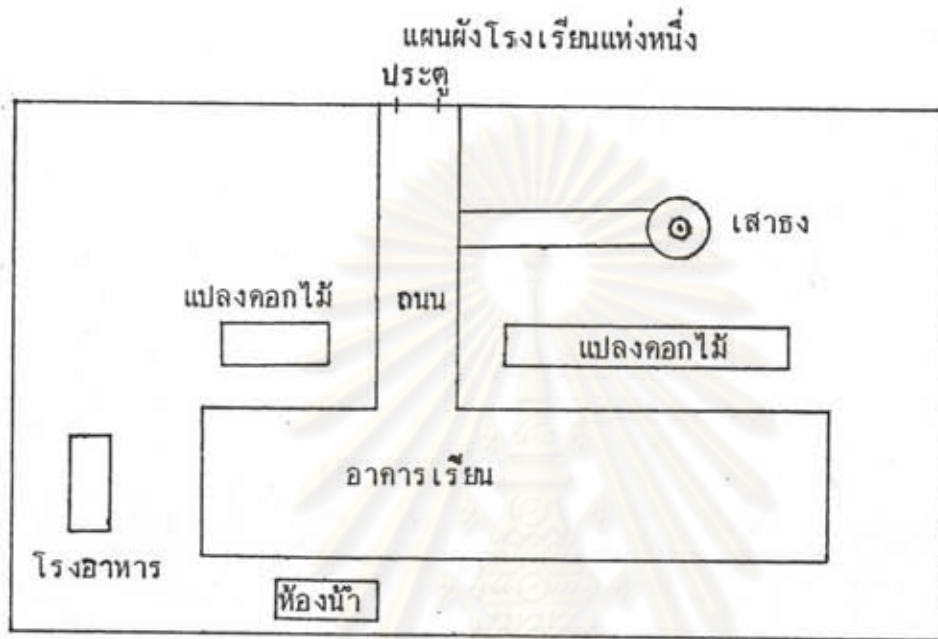 แผนผังโรงเรียนแห่งหนึ่ง
ประตู
เสาธง
แปลงดอกไม้
ถนน
แปลงดอกไม้
อาคารเรียน
โรงอาหาร
ห้องน้ำ